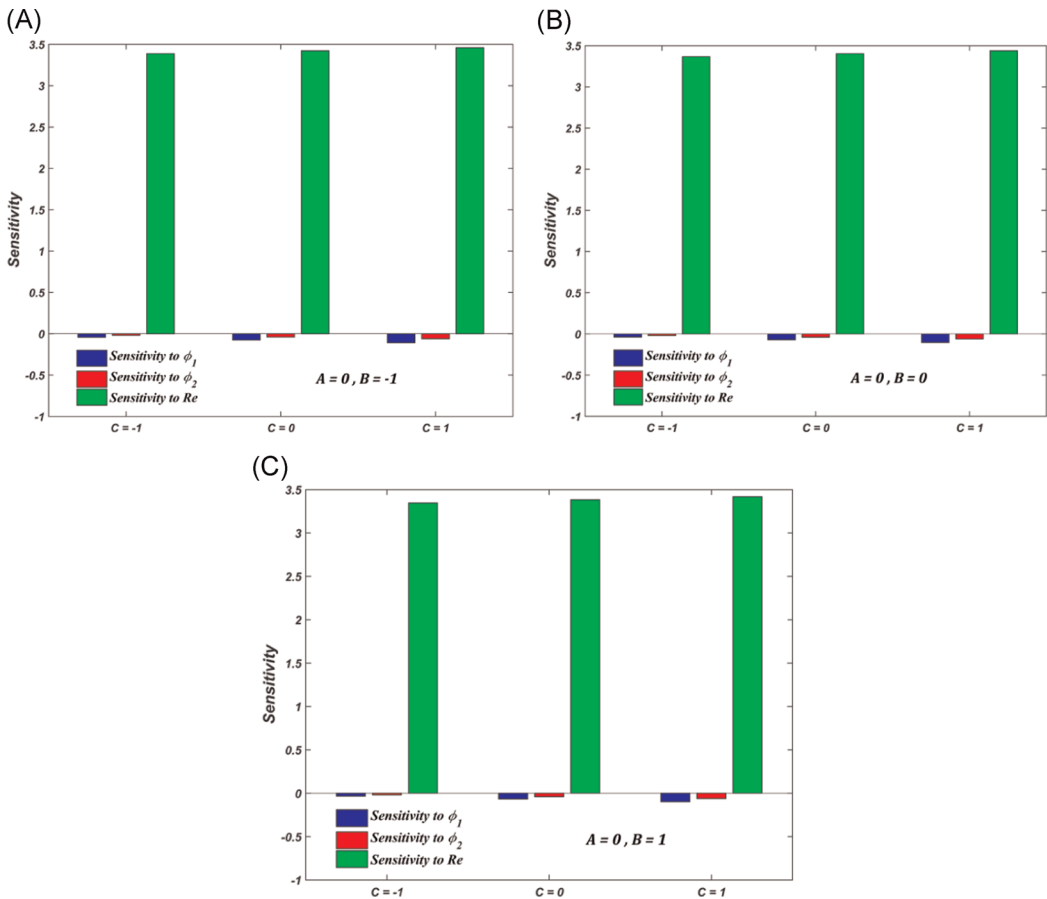 (A)
3.5
3
2.5
2
1.5
1
0.5
0
-0.5
-1
Sensitivity
Sensitivity to ϕ1
Sensitivity to ϕ2
Sensitivity to Re
A = 0 , B = -1
C = -1
C = 0
C = 1
(B)
3.5
3
2.5
2
1.5
1
0.5
0
-0.5
-1
Sensitivity
Sensitivity to ϕ1
Sensitivity to ϕ2
Sensitivity to Re
A = 0 , B = 0
C = -1
C = 0
C = 1
(C)
3.5
3
2.5
2
1.5
1
0.5
0
-0.5
-1
Sensitivity
Sensitivity to ϕ1
Sensitivity to ϕ2
Sensitivity to Re
A = 0 , B = 1
C = -1
C = 0
C = 1